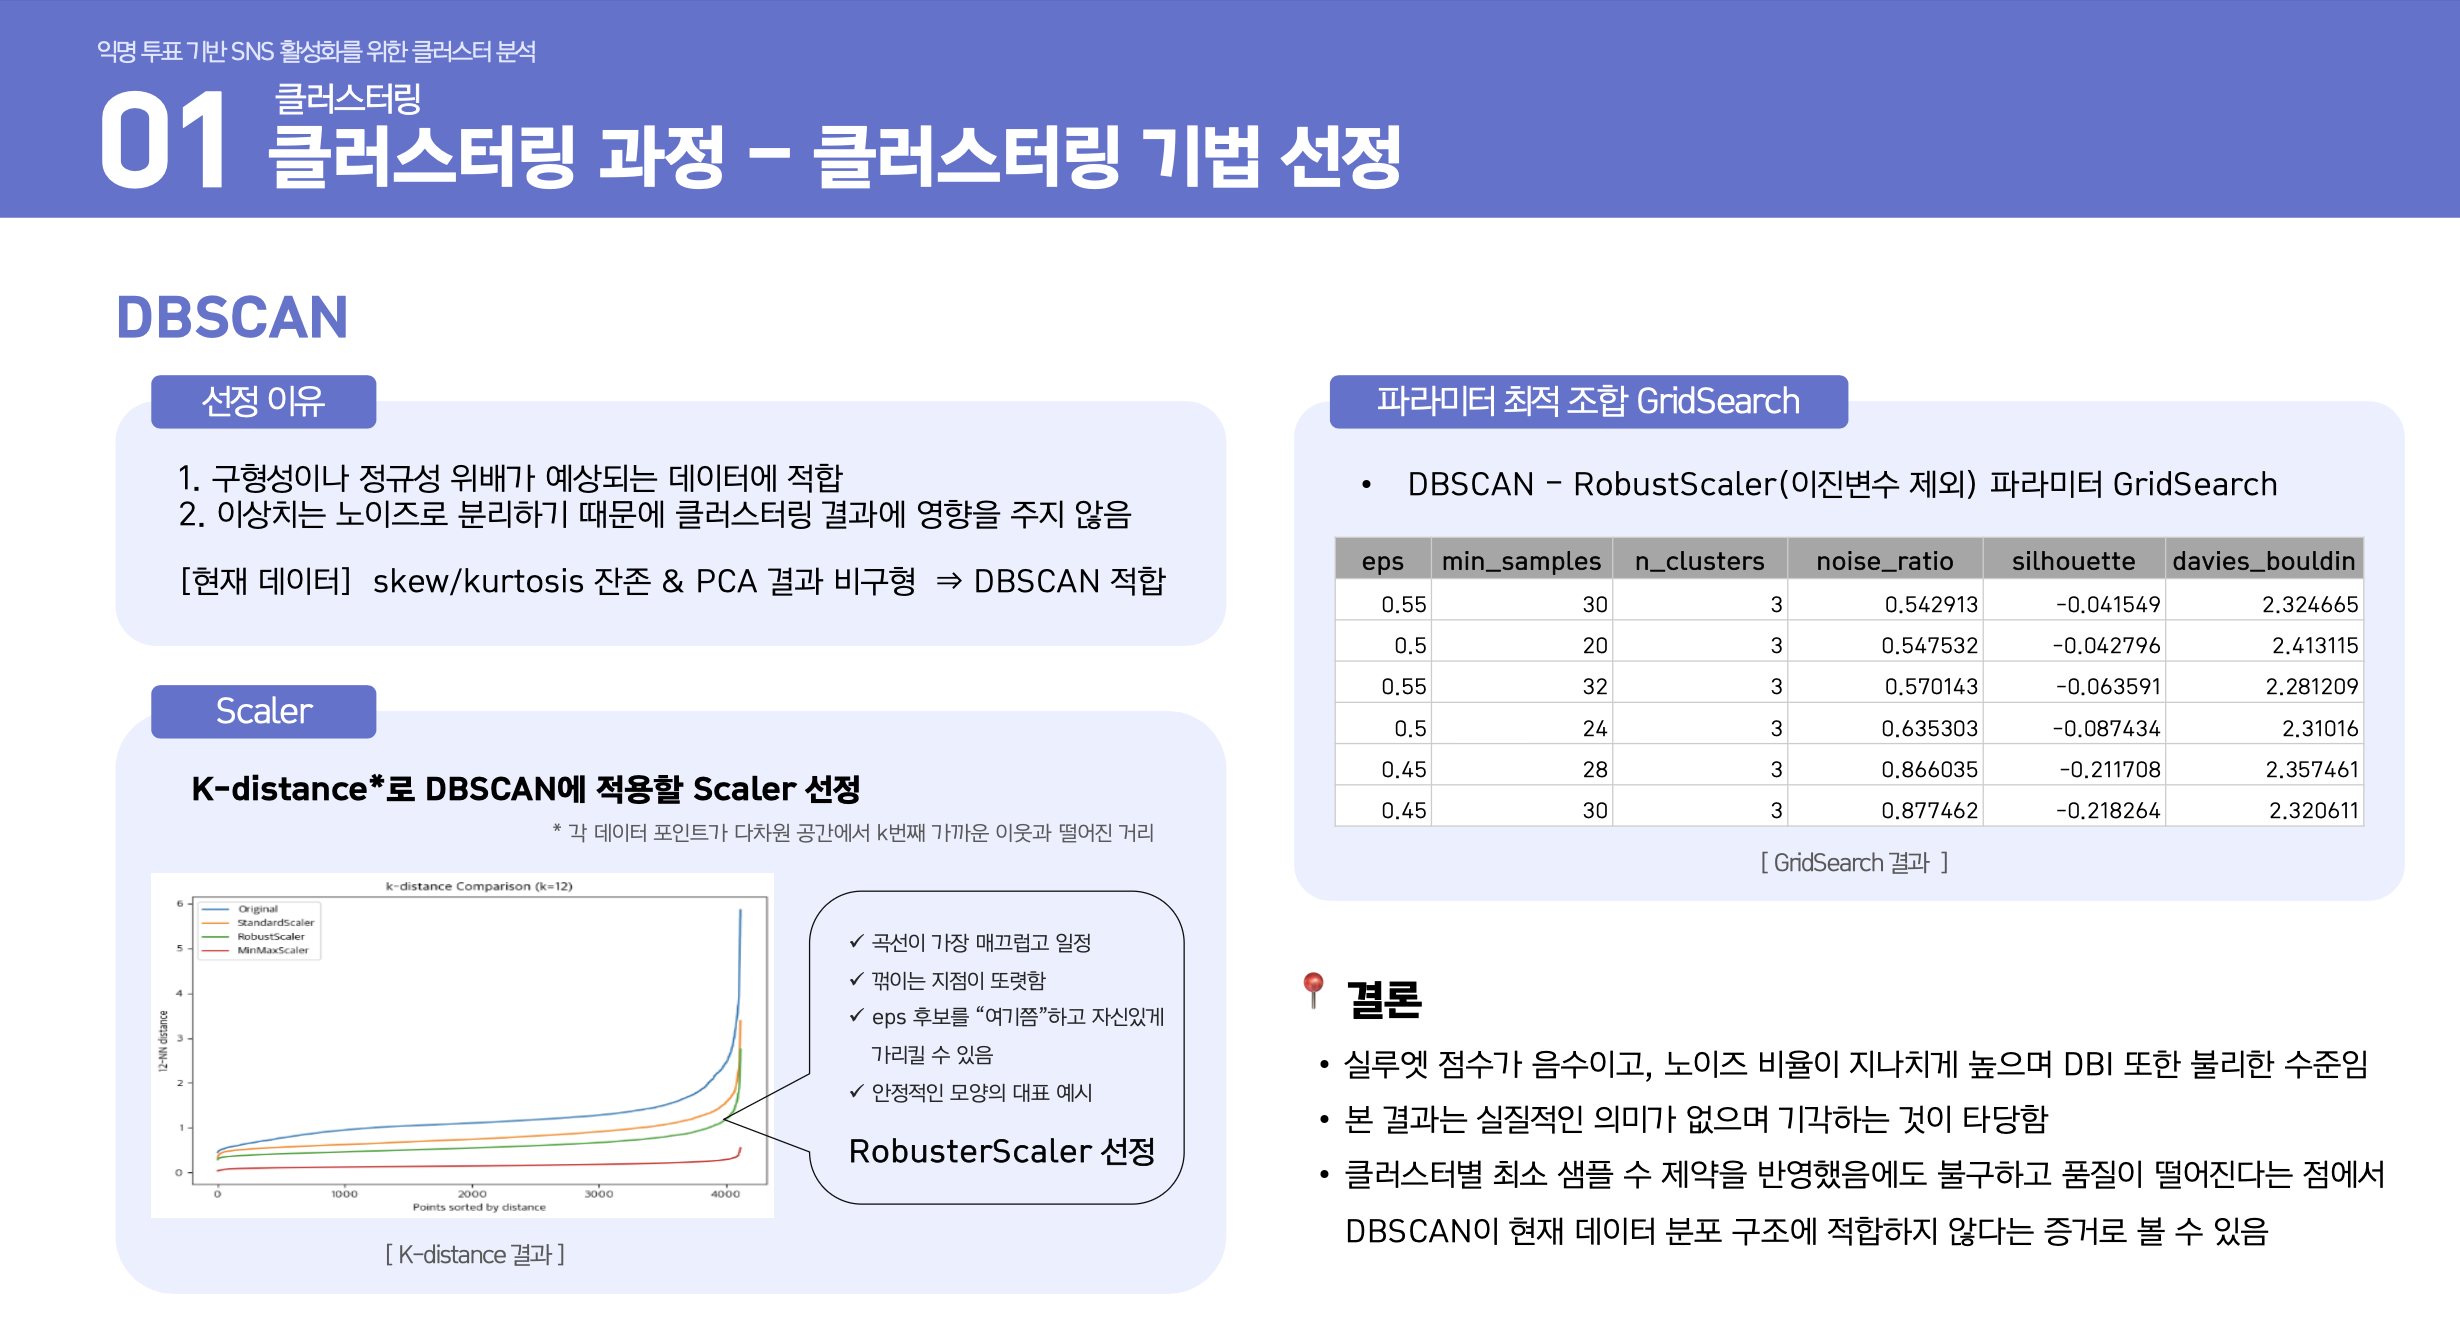 익명 투표 기반 SNS 활성화를 위한 클러스터 분석
01
클러스터링
클러스터링 과정 - 클러스터링 기법 선정
DBSCAN
선정 이유
1. 구형성이나 정규성 위배가 예상되는 데이터에 적합
2. 이상치는 노이즈로 분리하기 때문에 클러스터링 결과에 영향을 주지 않음
[현재 데이터] skew/kurtosis 잔존 & PCA 결과 비구형 ⇒ DBSCAN 적합
Scaler
K-distance*로 DBSCAN에 적용할 Scaler 선정
* 각 데이터 포인트가 다차원 공간에서 k번째 가까운 이웃과 떨어진 거리
k-distance Comparison (k=12)
Original
StandardScaler
RobustScaler
MinMaxScaler
12-NN distance
6
5
4
3
2
1
0
0 1000 2000 3000 4000
Points sorted by distance
[ K-distance 결과 ]
✓ 곡선이 가장 매끄럽고 일정
✓ 꺾이는 지점이 또렷함
✓ eps 후보를 “여기쯤”하고 자신있게
가리킬 수 있음
✓ 안정적인 모양의 대표 예시
RobusterScaler 선정
파라미터 최적 조합 GridSearch
• DBSCAN - RobustScaler(이진변수 제외) 파라미터 GridSearch
eps min_samples n_clusters noise_ratio silhouette davies_bouldin
0.55 30 3 0.542913 -0.041549 2.324665
0.5 20 3 0.547532 -0.042796 2.413115
0.55 32 3 0.570143 -0.063591 2.281209
0.5 24 3 0.635303 -0.087434 2.31016
0.45 28 3 0.866035 -0.211708 2.357461
0.45 30 3 0.877462 -0.218264 2.320611
[ GridSearch 결과 ]
결론
• 실루엣 점수가 음수이고, 노이즈 비율이 지나치게 높으며 DBI 또한 불리한 수준임
• 본 결과는 실질적인 의미가 없으며 기각하는 것이 타당함
• 클러스터별 최소 샘플 수 제약을 반영했음에도 불구하고 품질이 떨어진다는 점에서
DBSCAN이 현재 데이터 분포 구조에 적합하지 않다는 증거로 볼 수 있음